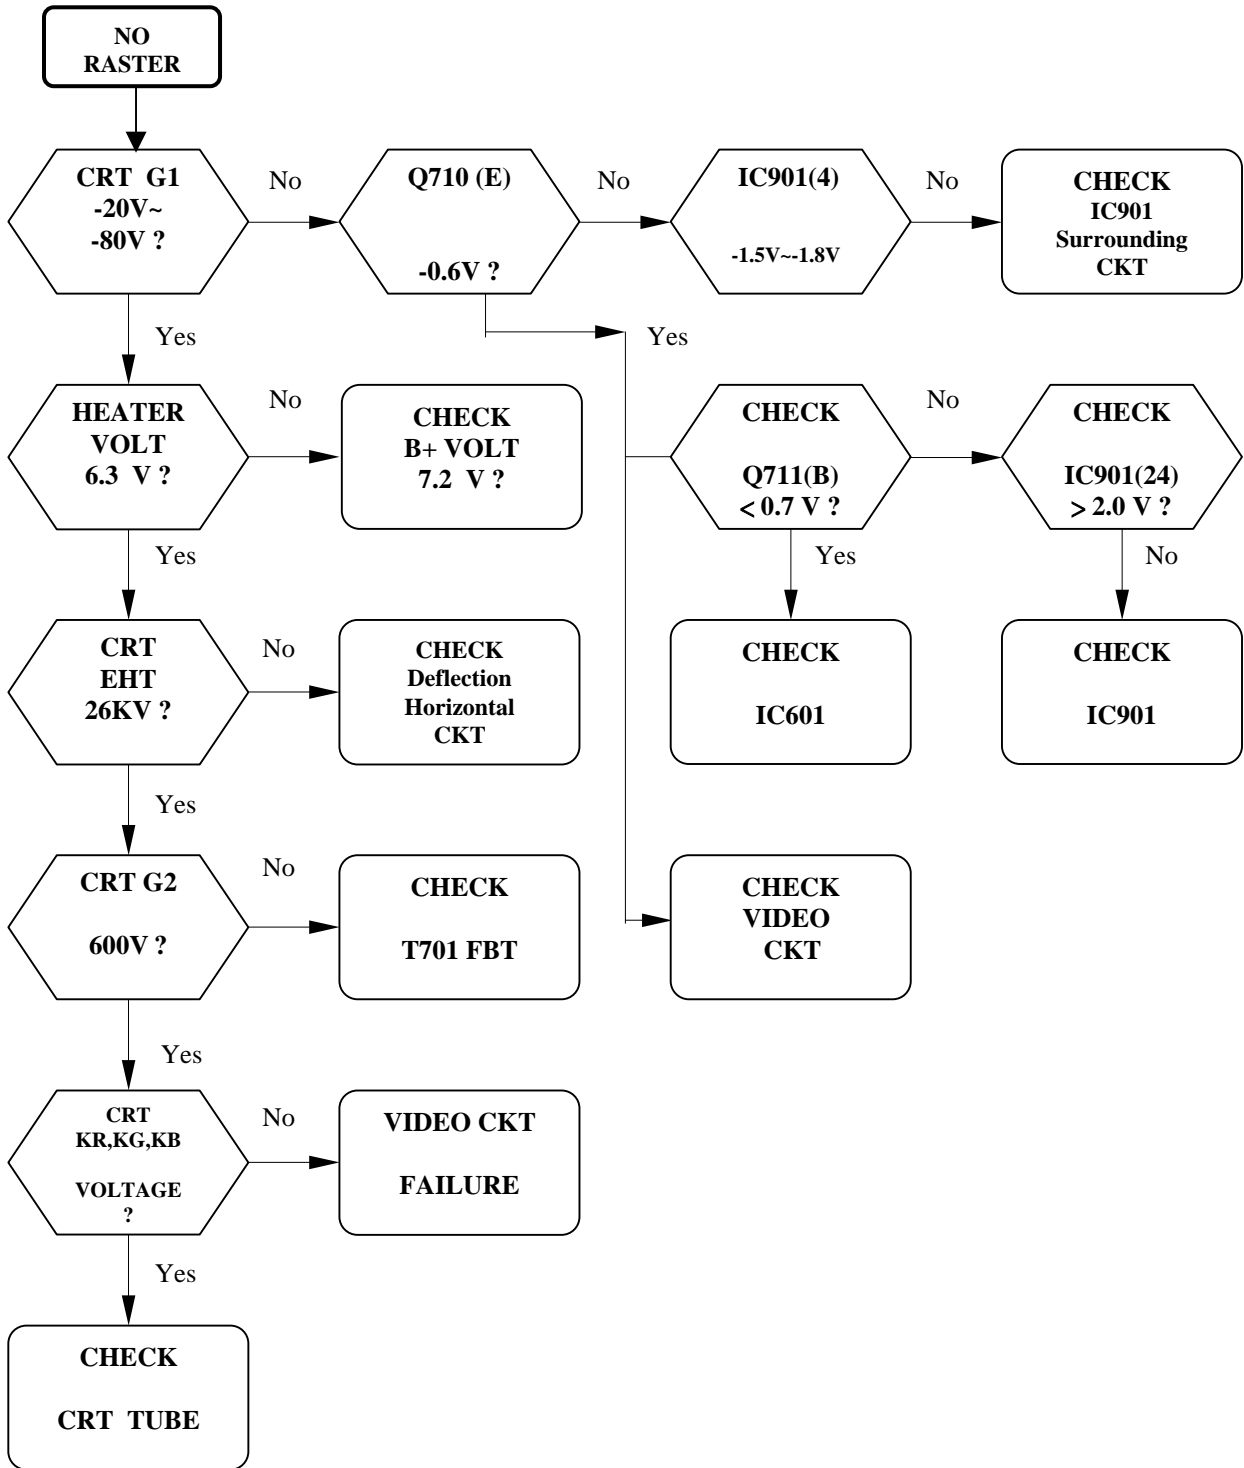 NO
RASTER
CRT G1
-20V~
-80V ?
No
Q710 (E)
-0.6V ?
No
IC901(4)
-1.5V~-1.8V
No
CHECK
IC901
Surrounding
CKT
Yes
Yes
HEATER
VOLT
6.3 V ?
No
CHECK
B+ VOLT
7.2 V ?
CHECK
Q711(B)
< 0.7 V ?
No
CHECK
IC901(24)
> 2.0 V ?
Yes
Yes
No
CRT
EHT
26KV ?
No
CHECK
Deflection
Horizontal
CKT
CHECK
IC601
CHECK
IC901
Yes
CRT G2
600V ?
No
CHECK
T701 FBT
CHECK
VIDEO
CKT
Yes
CRT
KR,KG,KB
VOLTAGE
?
No
VIDEO CKT
FAILURE
Yes
CHECK
CRT TUBE